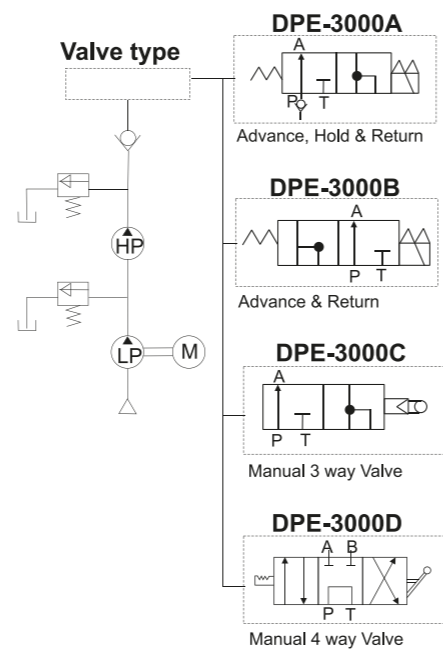 DPE-3000A
Valve type
A
P T
Advance, Hold & Return
DPE-3000B
A
P T
Advance & Return
HP
LP
M
DPE-3000C
A
P T
Manual 3 way Valve
DPE-3000D
A B
P T
Manual 4 way Valve